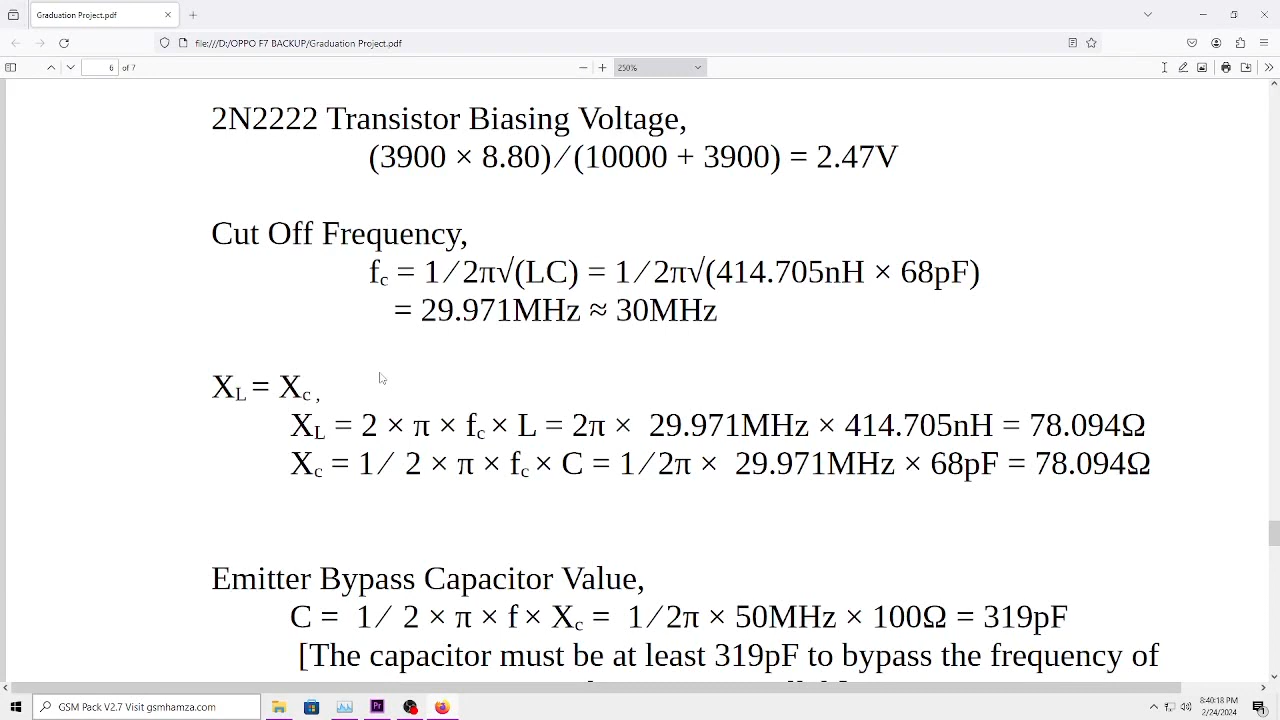 Graduation Project.pdf
file:///D:/OPPO F7 BACKUP/Graduation Project.pdf
6 of 7
250%
2N2222 Transistor Biasing Voltage,
(3900 × 8.80) ⁄ (10000 + 3900) = 2.47V
Cut Off Frequency,
fc = 1 ⁄ 2π√(LC) = 1 ⁄ 2π√(414.705nH × 68pF)
= 29.971MHz ≈ 30MHz
XL = Xc ,
XL = 2 × π × fc × L = 2π × 29.971MHz × 414.705nH = 78.094Ω
Xc = 1 ⁄ 2 × π × fc × C = 1 ⁄ 2π × 29.971MHz × 68pF = 78.094Ω
Emitter Bypass Capacitor Value,
C = 1 ⁄ 2 × π × f × Xc = 1 ⁄ 2π × 50MHz × 100Ω = 319pF
[The capacitor must be at least 319pF to bypass the frequency of
GSM Pack V2.7 Visit gsmhamza.com
8:40:18 PM
2/24/2024